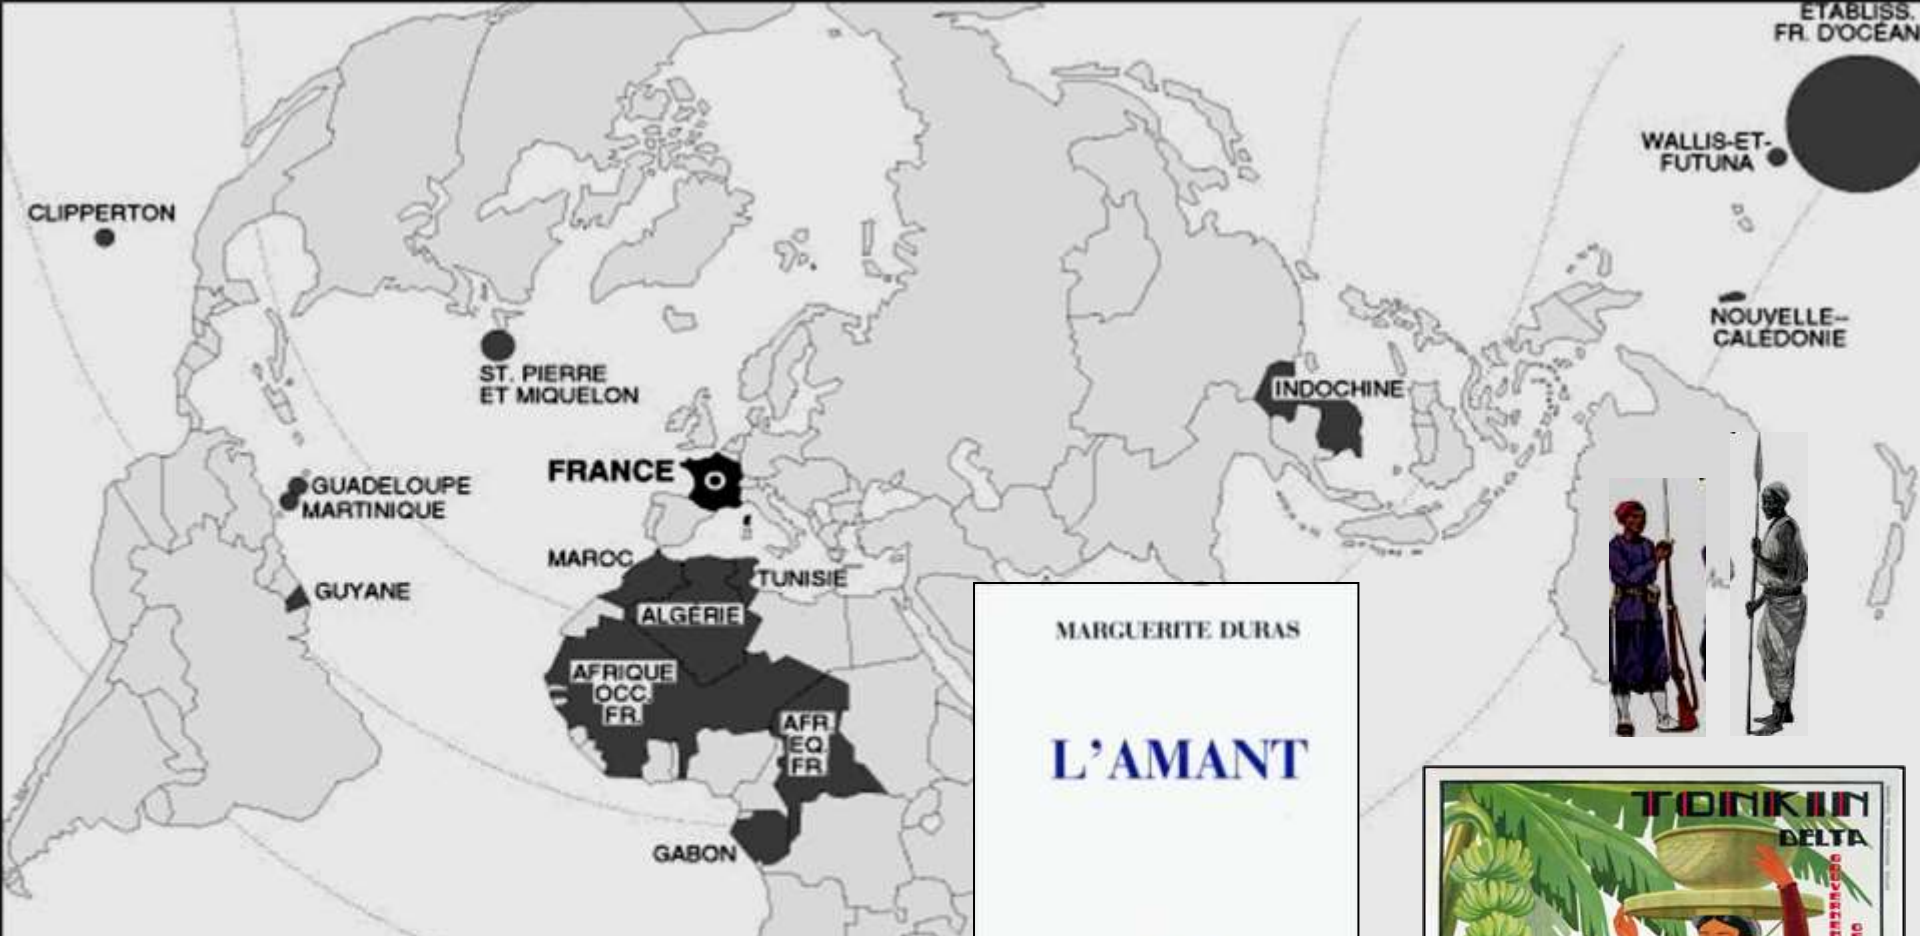 ETABLISS.
FR. D'OCÉAN
WALLIS-ET-
FUTUNA
CLIPPERTON
NOUVELLE–
CALÉDONIE
ST. PIERRE
ET MIQUELON
INDOCHINE
FRANCE
GUADELOUPE
MARTINIQUE
MAROC
TUNISIE
GUYANE
ALGÉRIE
AFRIQUE
OCC.
FR.
AFR.
EQ.
FR.
GABON
MARGUERITE DURAS
L'AMANT
TONKIN
DELTA